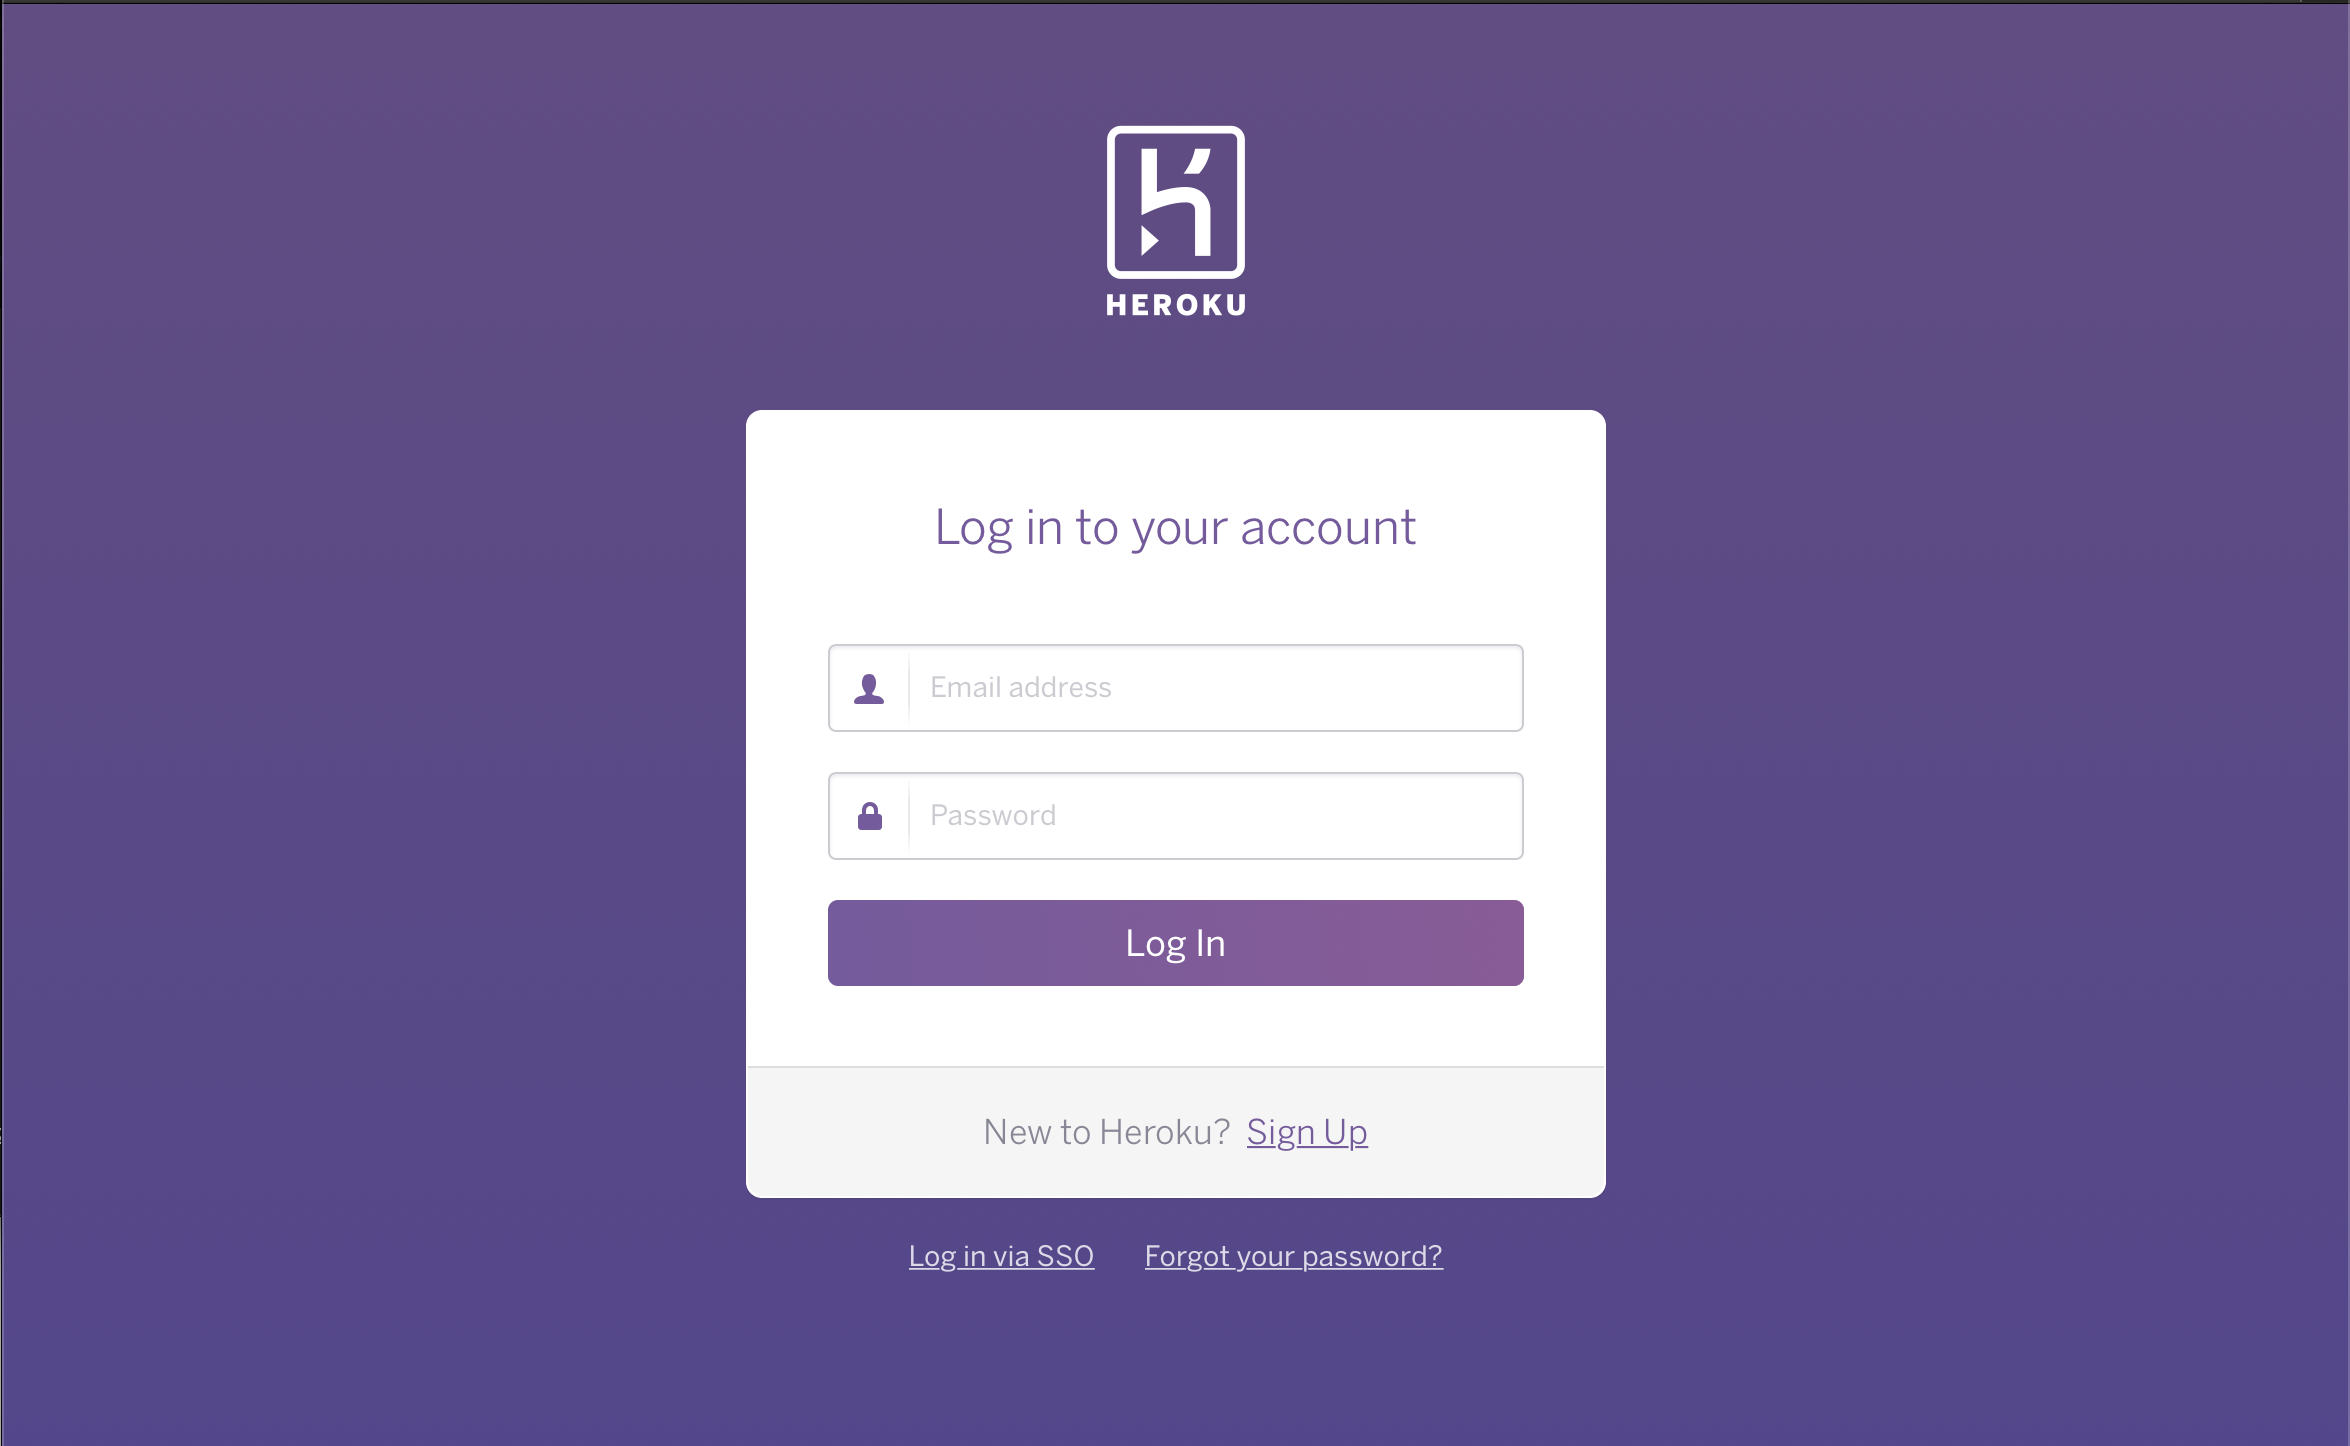 HEROKU
Log in to your account
Email address
Password
Log In
New to Heroku? Sign Up
Log in via SSO Forgot your password?